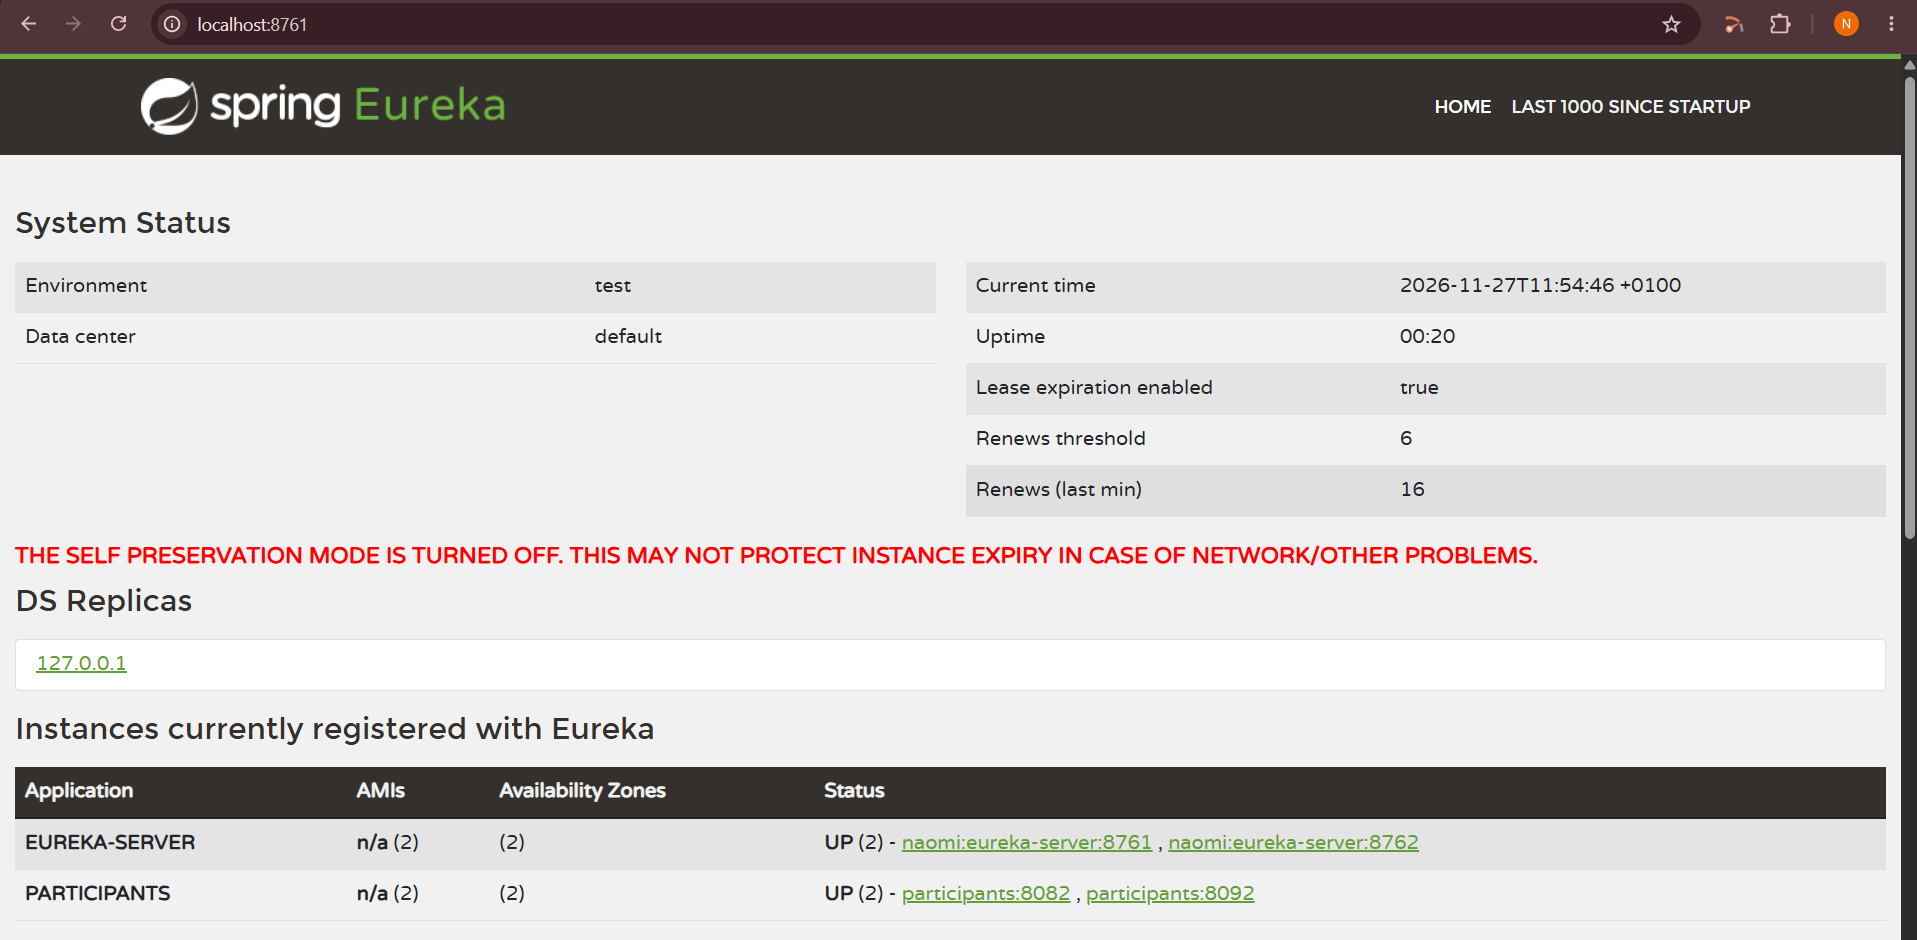 localhost:8761
N
spring Eureka
HOME LAST 1000 SINCE STARTUP
System Status
Environment test
Data center default
Current time 2026-11-27T11:54:46 +0100
Uptime 00:20
Lease expiration enabled true
Renews threshold 6
Renews (last min) 16
THE SELF PRESERVATION MODE IS TURNED OFF. THIS MAY NOT PROTECT INSTANCE EXPIRY IN CASE OF NETWORK/OTHER PROBLEMS.
DS Replicas
127.0.0.1
Instances currently registered with Eureka
Application AMIs Availability Zones Status
EUREKA-SERVER n/a (2) (2) UP (2) - naomi:eureka-server:8761 , naomi:eureka-server:8762
PARTICIPANTS n/a (2) (2) UP (2) - participants:8082 , participants:8092